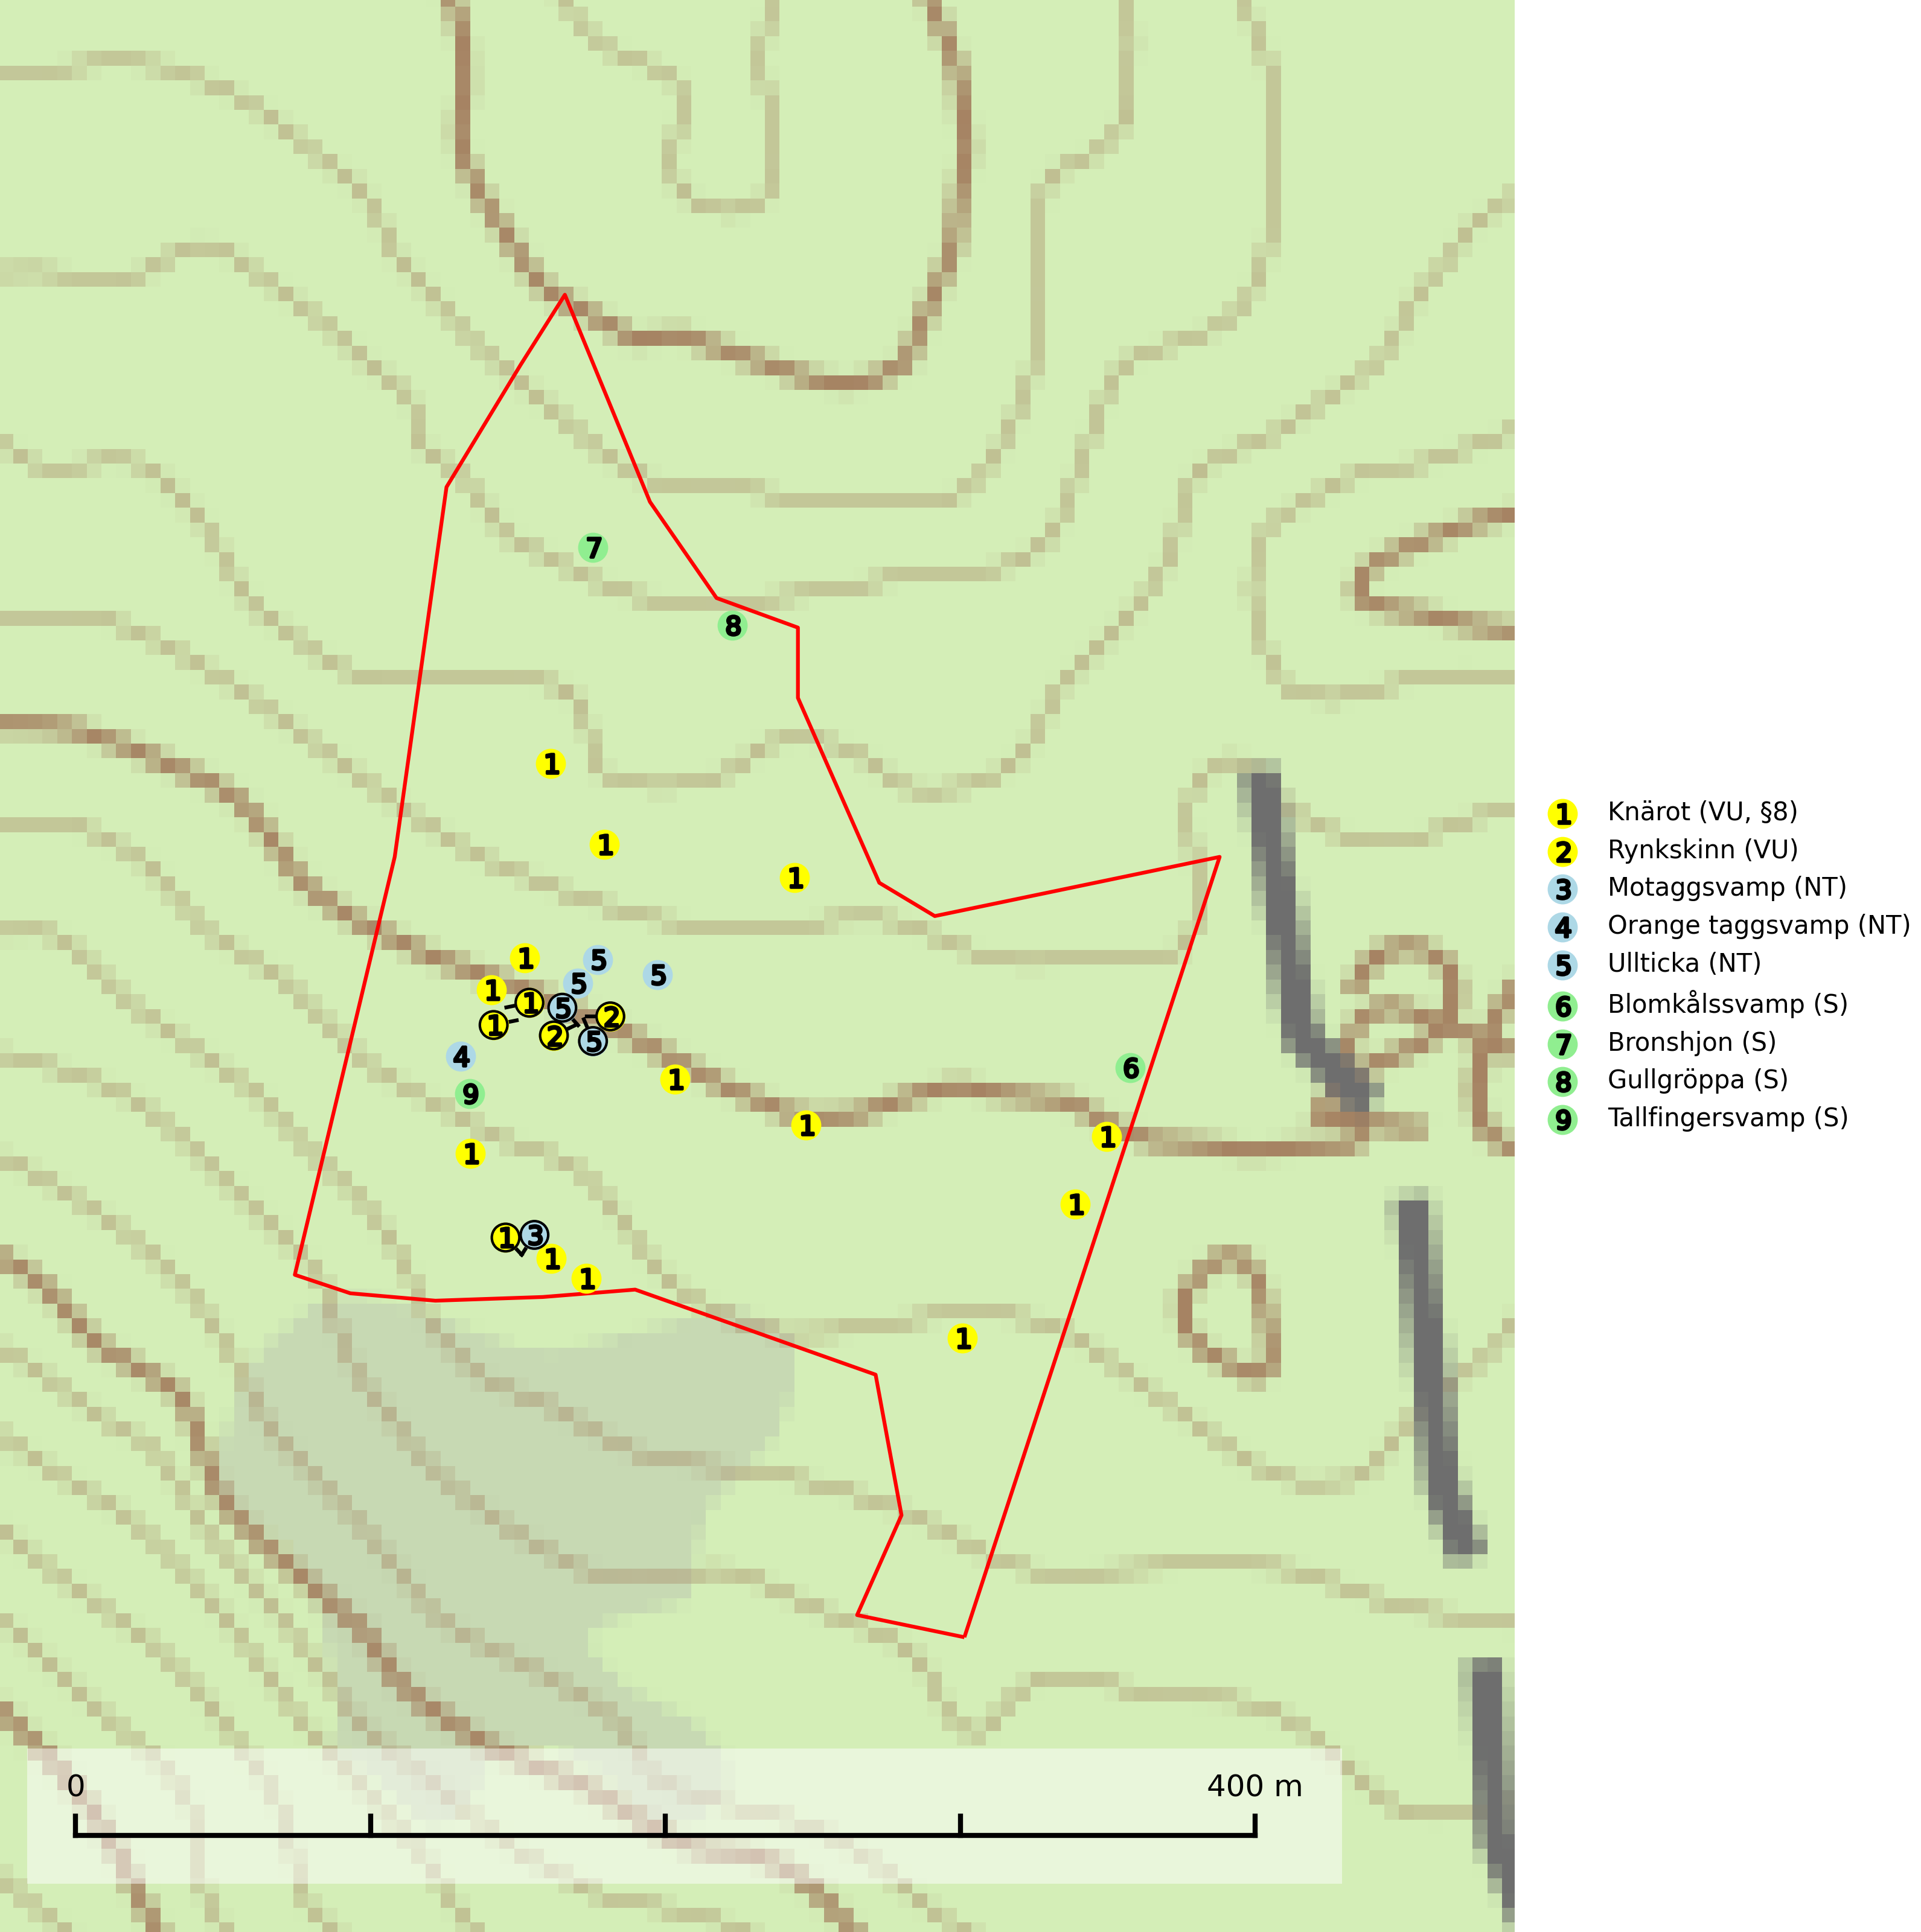 7
8
1
1
1
1
5
5
5
1
1
5
2
1
2
5
4
1
6
9
1
1
1
1
1
3
1
1
1
1 Knärot (VU, §8)
2 Rynkskinn (VU)
3 Motaggsvamp (NT)
4 Orange taggsvamp (NT)
5 Ullticka (NT)
6 Blomkålssvamp (S)
7 Bronshjon (S)
8 Gullgröppa (S)
9 Tallfingersvamp (S)
0 400 m